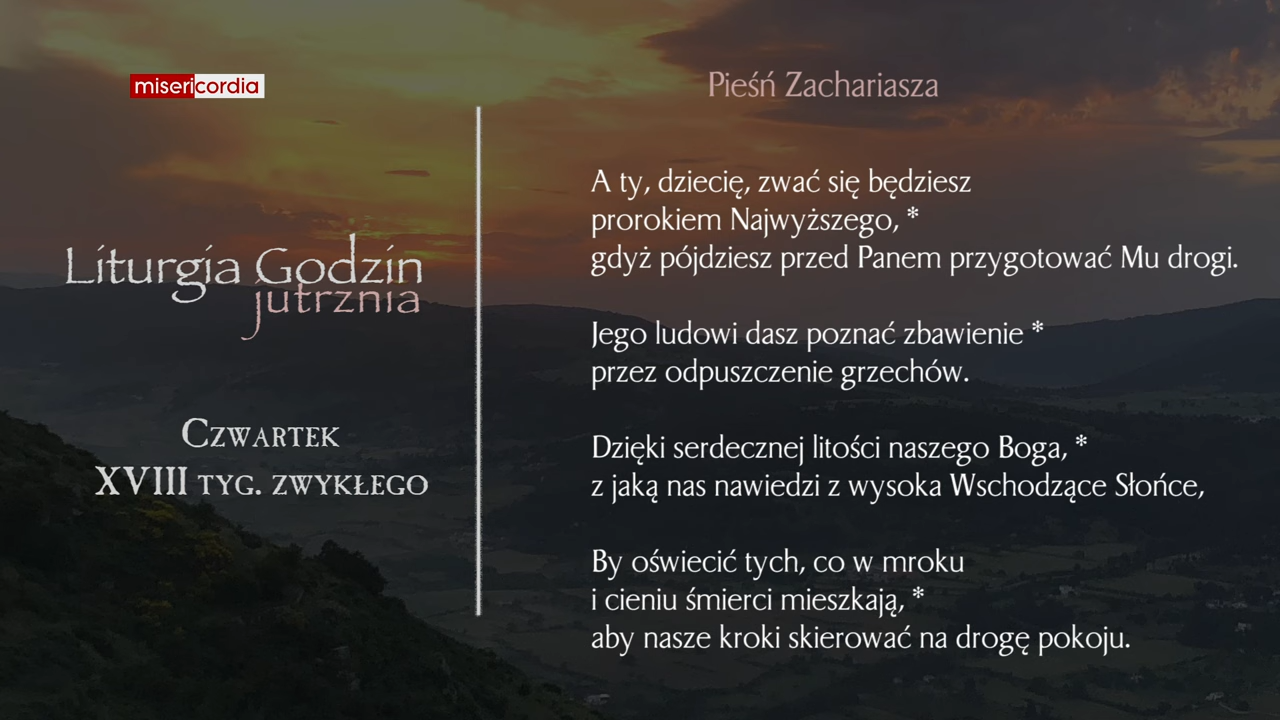 misericordia
Liturgia Godzin
jutrznia
Czwartek
XVIII tyg. zwykłego
Pieśń Zachariasza
A ty, dziecię, zwać się będziesz
prorokiem Najwyższego, *
gdyż pójdziesz przed Panem przygotować Mu drogi.
Jego ludowi dasz poznać zbawienie *
przez odpuszczenie grzechów.
Dzięki serdecznej litości naszego Boga, *
z jaką nas nawiedzi z wysoka Wschodzące Słońce,
By oświecić tych, co w mroku
i cieniu śmierci mieszkają, *
aby nasze kroki skierować na drogę pokoju.